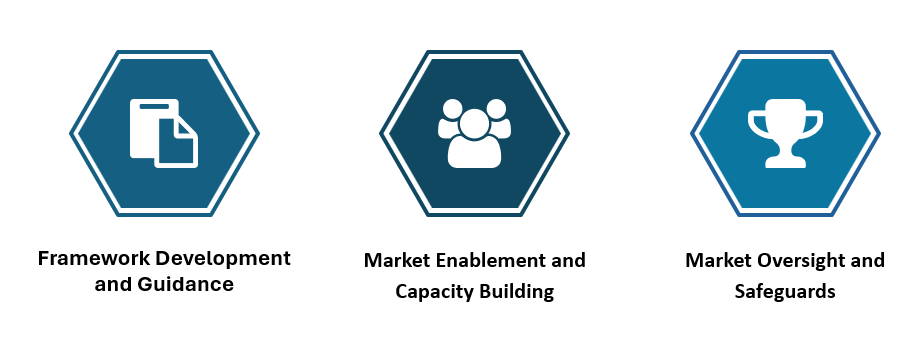 Framework Development
and Guidance
Market Enablement and
Capacity Building
Market Oversight and
Safeguards